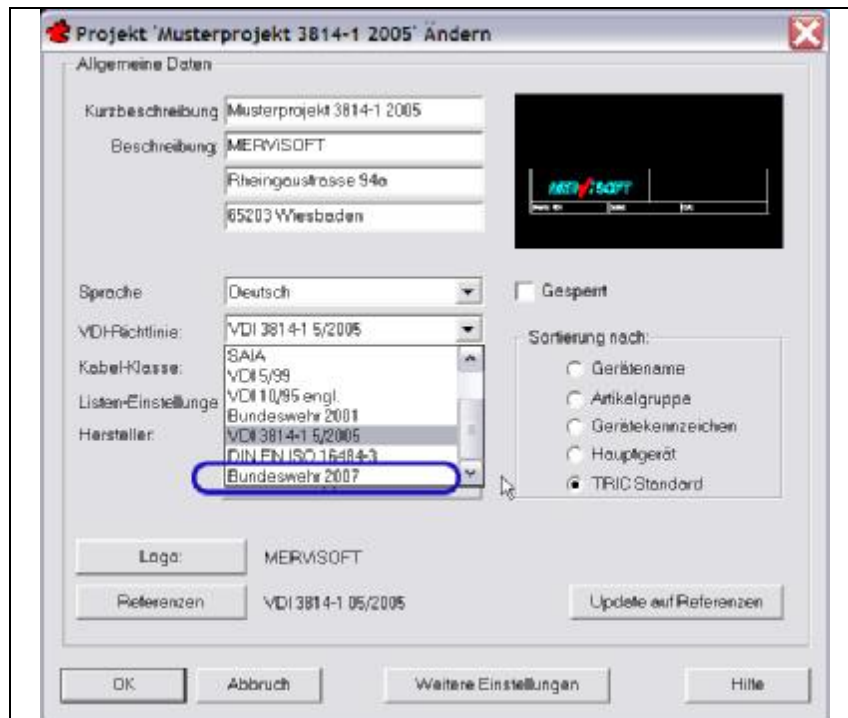 Projekt 'Musterprojekt 3814-1 2005' Ändern
Allgemeine Daten
Kurzbeschreibung Musterprojekt 3814-1 2005
Beschreibung: MERViSOFT
Rheingaustrasse 94a
65203 Wiesbaden
MERViSOFT
Sprache Deutsch
Gesperrt
VDI-Richtlinie: VDI 3814-1 5/2005
Kabel-Klasse:
Listen-Einstellunge
Hersteller:
SAIA
VDI 5/99
VDI 10/95 engl.
Bundeswehr 2001
VDI 3814-1 5/2005
DIN EN ISO 16484-3
Bundeswehr 2007
Sortierung nach:
Gerätename
Artikelgruppe
Gerätekennzeichen
Hauptgerät
TRIC Standard
Logo: MERViSOFT
Referenzen VDI 3814-1 05/2005
Update auf Referenzen
OK Abbruch Weitere Einstellungen Hilfe